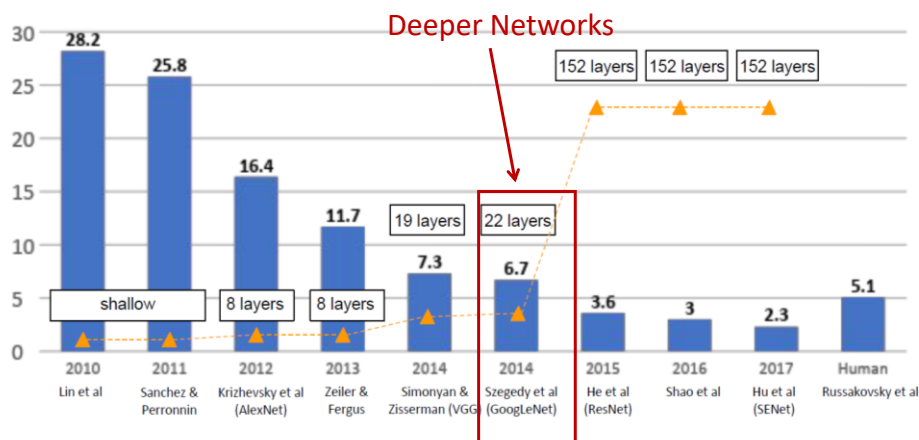 Deeper Networks
30
25
20
15
10
5
0
28.2
25.8
16.4
11.7
7.3
6.7
3.6
3
2.3
5.1
shallow
8 layers
8 layers
19 layers
22 layers
152 layers
152 layers
152 layers
2010
Lin et al
2011
Sanchez &
Perronnin
2012
Krizhevsky et al
(AlexNet)
2013
Zeiler &
Fergus
2014
Simonyan &
Zisserman (VGG)
2014
Szegedy et al
(GoogLeNet)
2015
He et al
(ResNet)
2016
Shao et al
2017
Hu et al
(SENet)
Human
Russakovsky et al